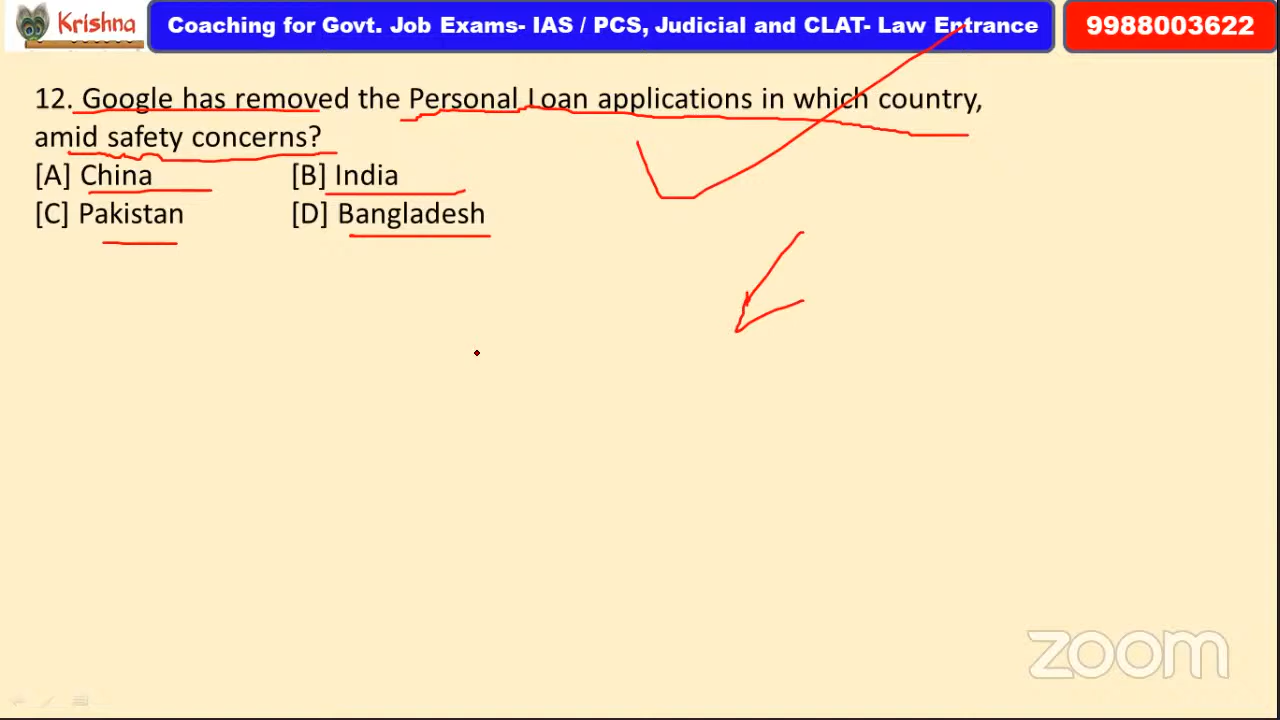 Krishna
Coaching for Govt. Job Exams- IAS / PCS, Judicial and CLAT- Law Entrance
9988003622
12. Google has removed the Personal Loan applications in which country,
amid safety concerns?
[A] China [B] India
[C] Pakistan [D] Bangladesh
zoom